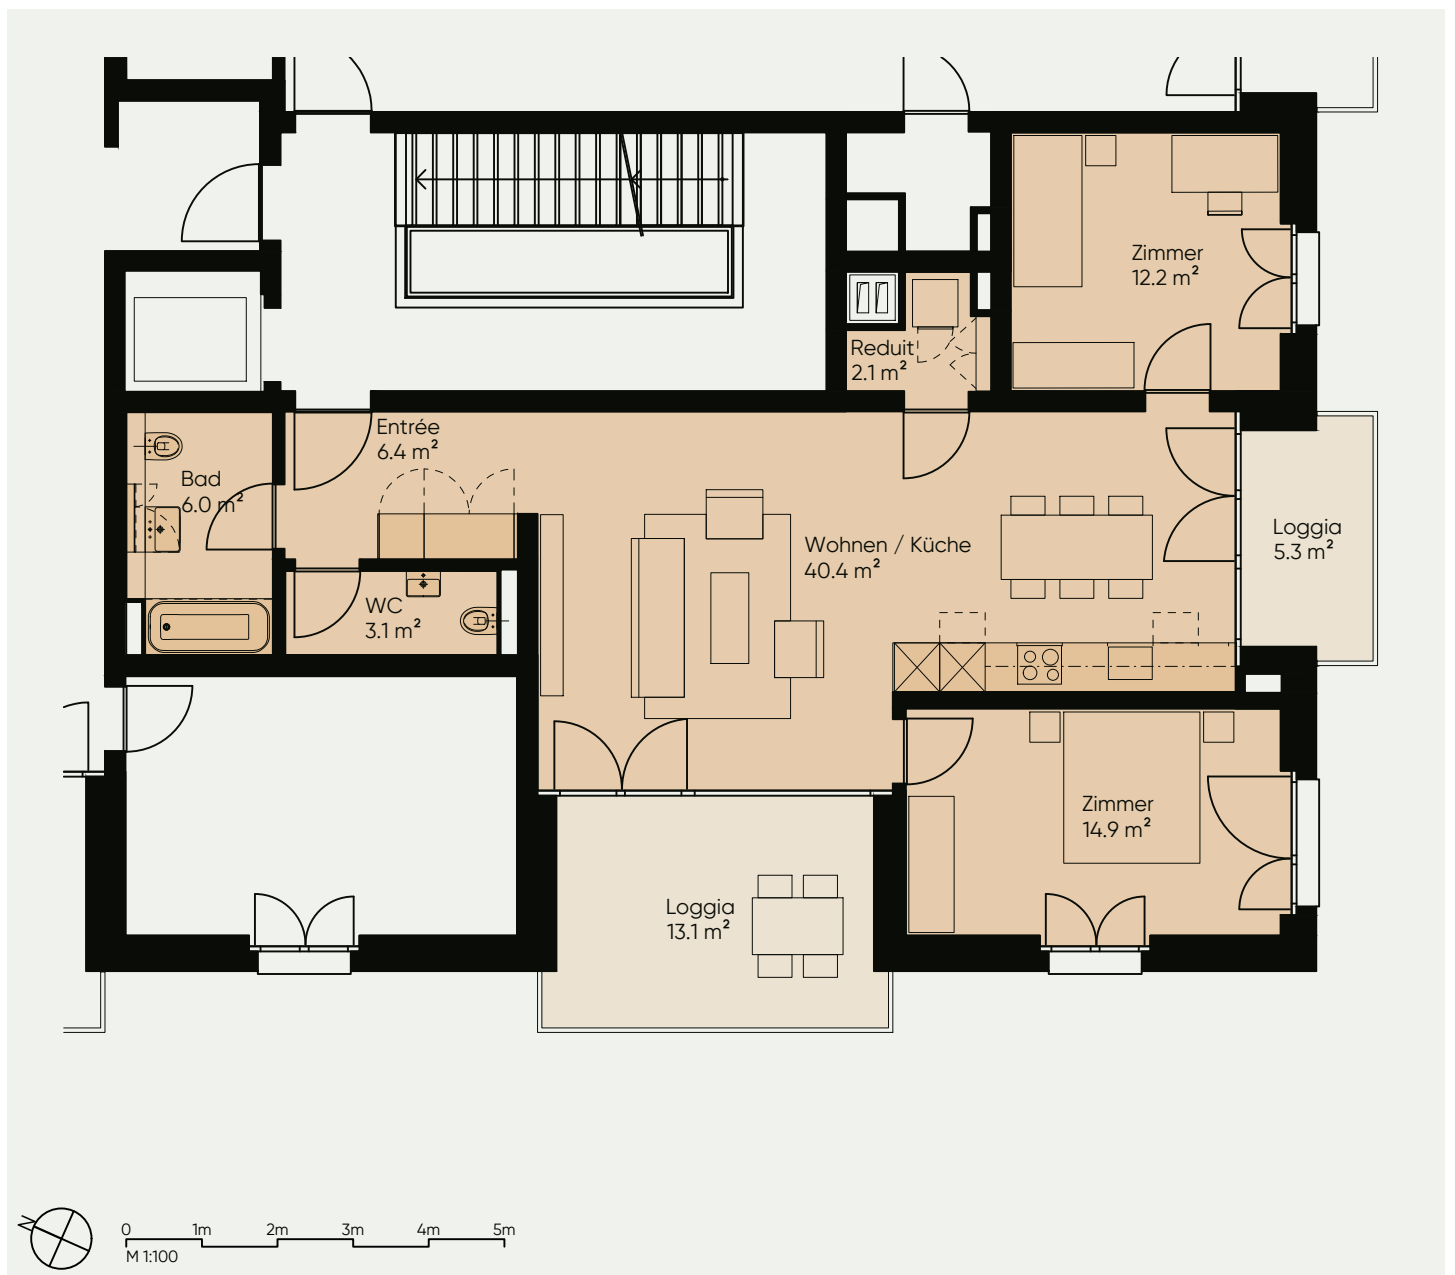 Zimmer
12.2 m²
Reduit
2.1 m²
Entrée
6.4 m²
Bad
6.0 m²
Wohnen / Küche
40.4 m²
Loggia
5.3 m²
WC
3.1 m²
Zimmer
14.9 m²
Loggia
13.1 m²
N
0 1m 2m 3m 4m 5m
M 1:100